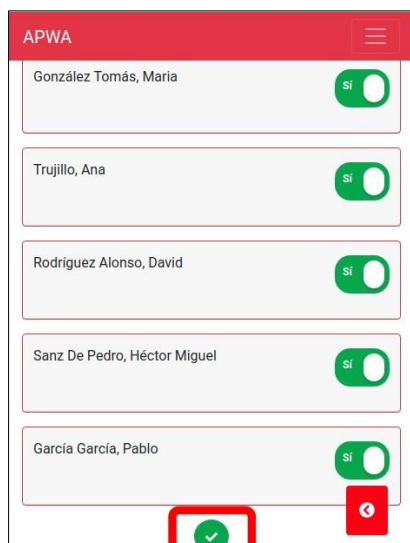 APWA
González Tomás, Maria
Sí
Trujillo, Ana
Sí
Rodríguez Alonso, David
Sí
Sanz De Pedro, Héctor Miguel
Sí
García García, Pablo
Sí